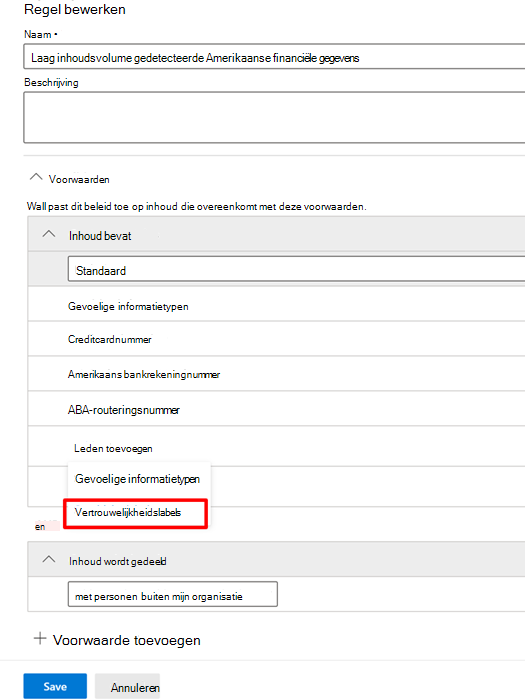 Regel bewerken
Naam •
Laag inhoudsvolume gedetecteerde Amerikaanse financiële gegevens
Beschrijving
Voorwaarden
Wall past dit beleid toe op inhoud die overeenkomt met deze voorwaarden.
Inhoud bevat
Standaard
Gevoelige informatietypen
Creditcardnummer
Amerikaans bankrekeningnummer
ABA-routeringsnummer
Leden toevoegen
Gevoelige informatietypen
Vertrouwelijkheidslabels
en
Inhoud wordt gedeeld
met personen buiten mijn organisatie
Voorwaarde toevoegen
Save Annuleren